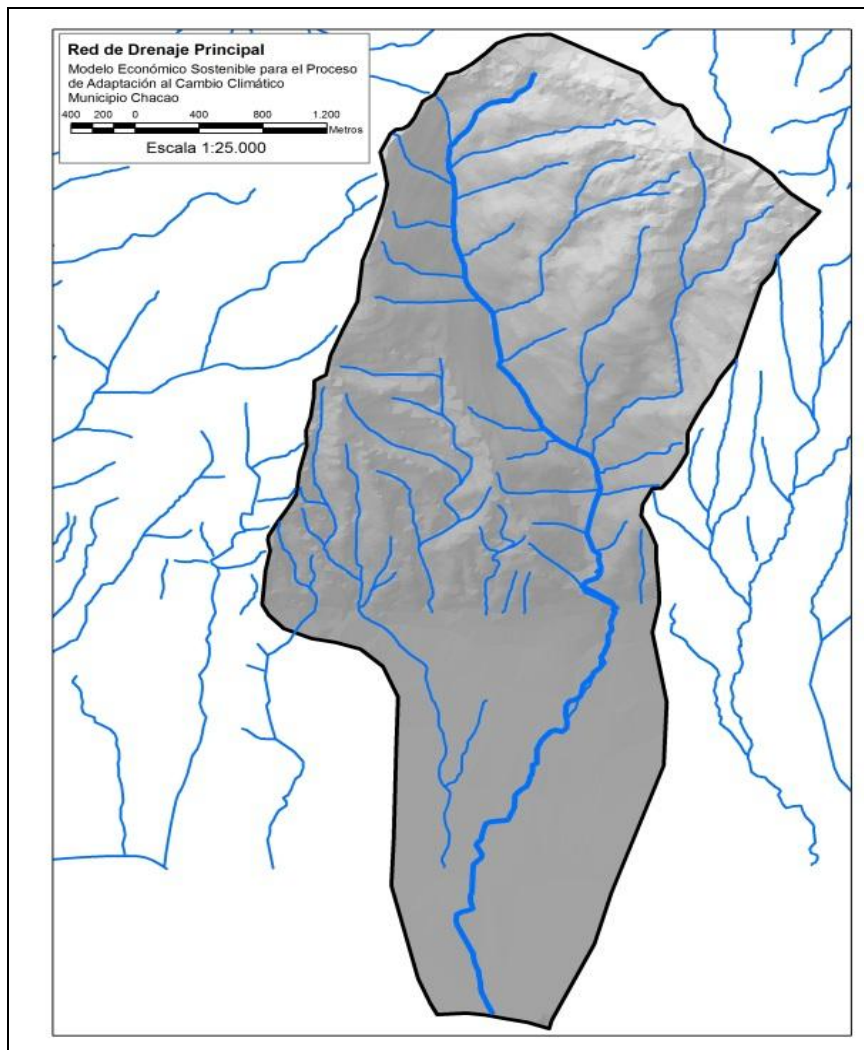 Red de Drenaje Principal
Modelo Económico Sostenible para el Proceso
de Adaptación al Cambio Climático
Municipio Chacao
400 200 0 400 800 1.200
Metros
Escala 1:25.000